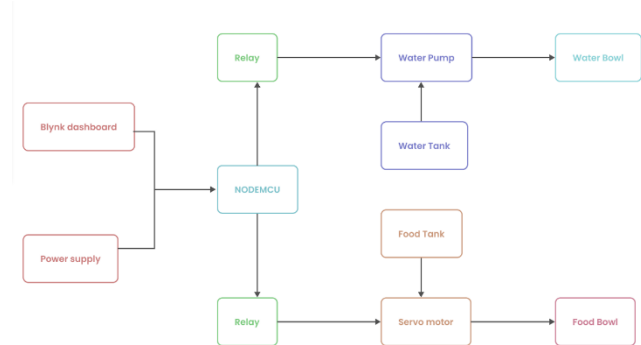 Relay
Water Pump
Water Bowl
Blynk dashboard
Water Tank
NODEMCU
Food Tank
Power supply
Relay
Servo motor
Food Bowl